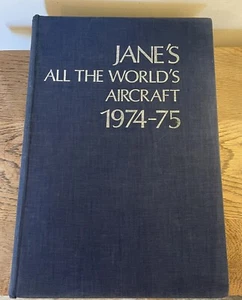 JANE'S
ALL THE WORLD'S
AIRCRAFT
1974-75